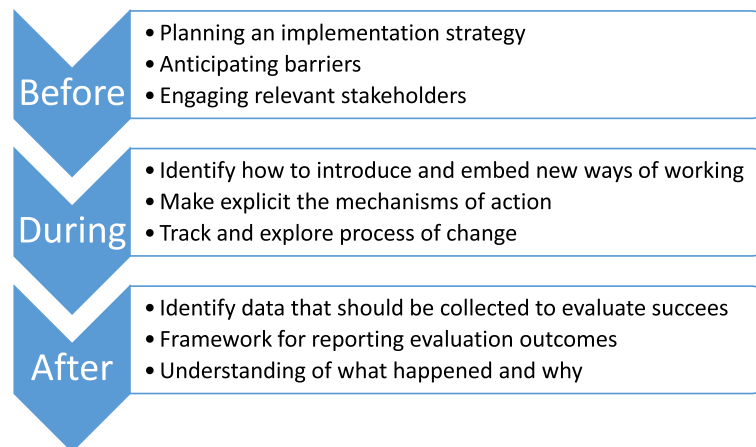 Before
• Planning an implementation strategy
• Anticipating barriers
• Engaging relevant stakeholders
During
• Identify how to introduce and embed new ways of working
• Make explicit the mechanisms of action
• Track and explore process of change
After
• Identify data that should be collected to evaluate succees
• Framework for reporting evaluation outcomes
• Understanding of what happened and why